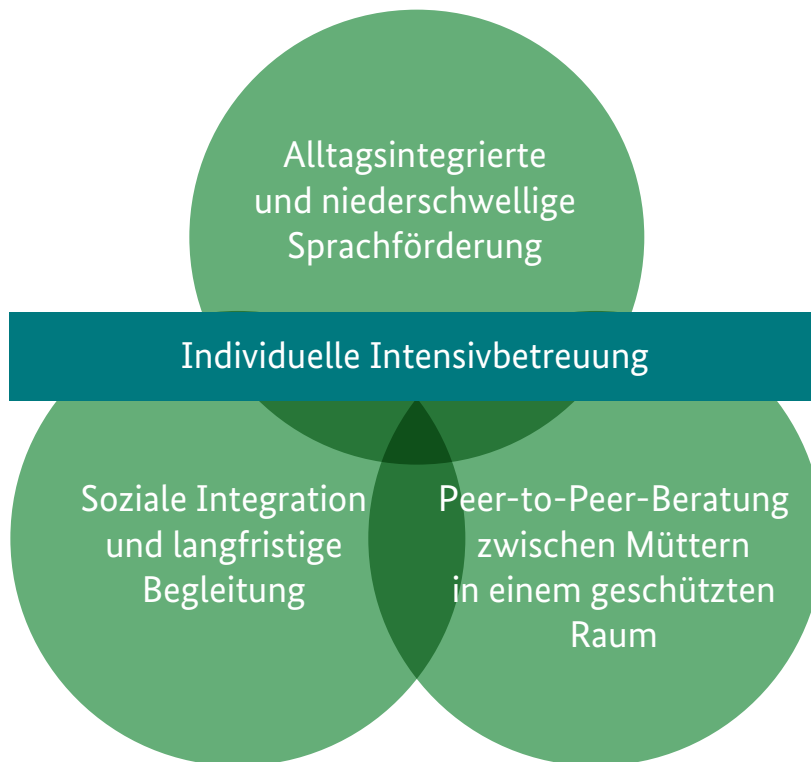 Alltagsintegrierte
und niederschwellige
Sprachförderung
Individuelle Intensivbetreuung
Soziale Integration
und langfristige
Begleitung
Peer-to-Peer-Beratung
zwischen Müttern
in einem geschützten
Raum